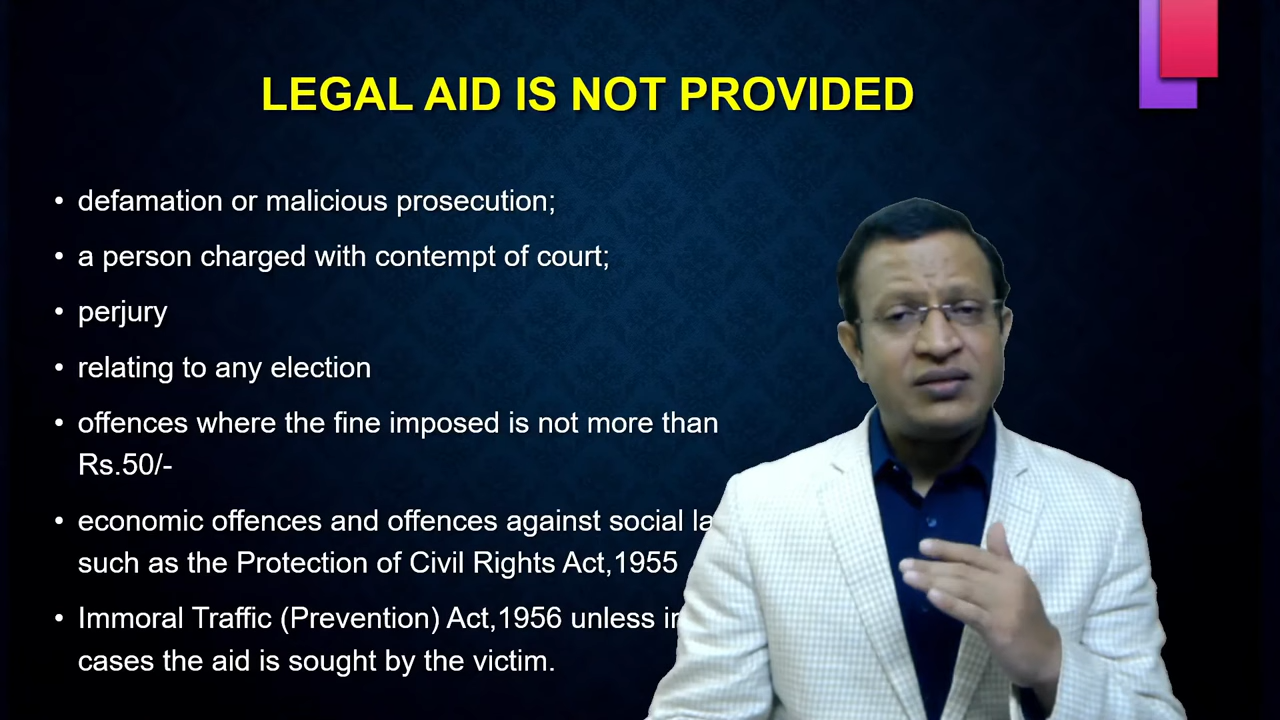 LEGAL AID IS NOT PROVIDED
• defamation or malicious prosecution;
• a person charged with contempt of court;
• perjury
• relating to any election
• offences where the fine imposed is not more than
Rs.50/-
• economic offences and offences against social
such as the Protection of Civil Rights Act,1955
• Immoral Traffic (Prevention) Act,1956 unless
cases the aid is sought by the victim.